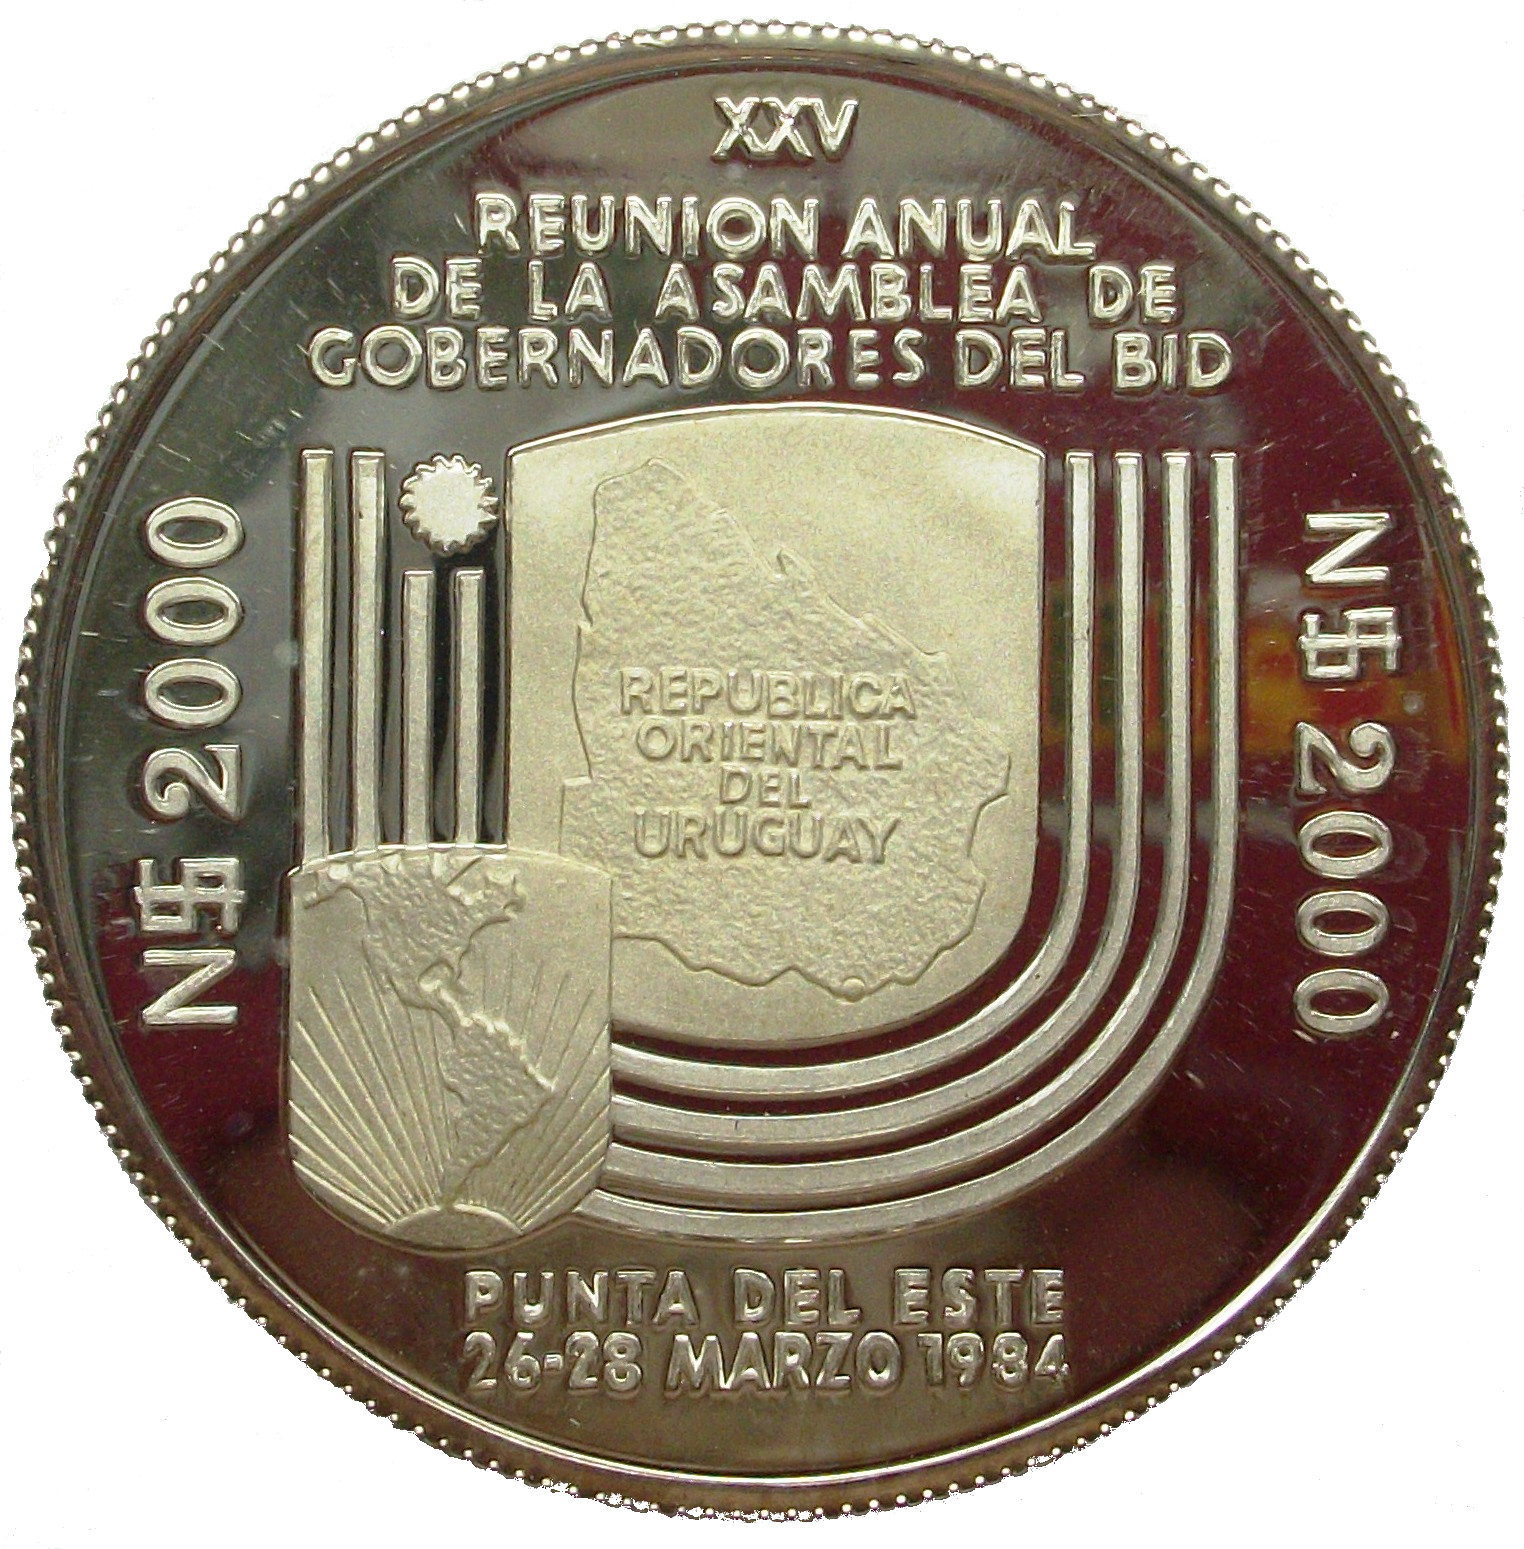 XXV
REUNION ANUAL
DE LA ASAMBLEA DE
GOBERNADORES DEL BID
N$ 2000
REPUBLICA
ORIENTAL
DEL
URUGUAY
N$ 2000
PUNTA DEL ESTE
26-28 MARZO 1984